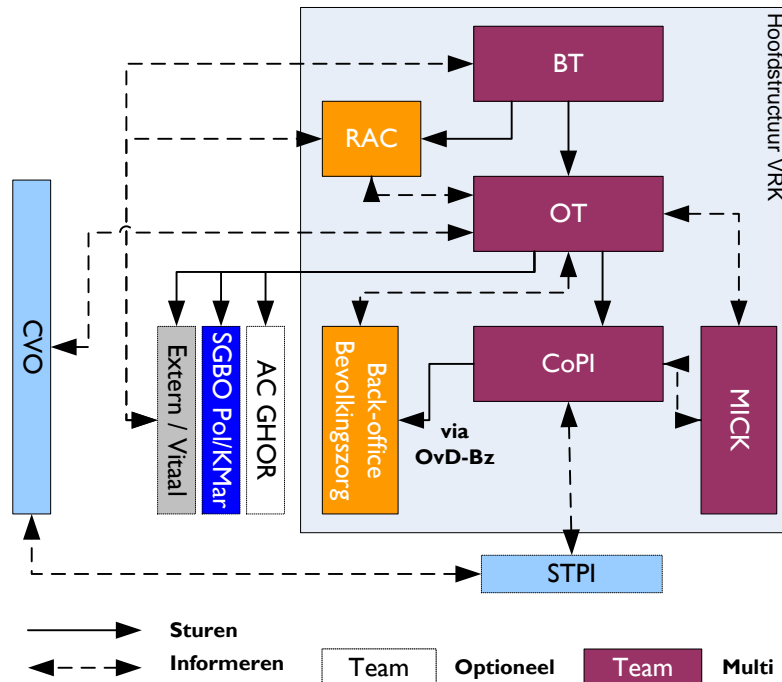 Hoofdstructuur VRK
BT
RAC
OT
CVO
Extern / Vitaal
SGBO Pol/KMar
AC GHOR
Back-office
Bevolkingszorg
CoPI
MICK
via
OvD-Bz
STPI
Sturen
Informeren
Team
Optioneel
Team
Multi